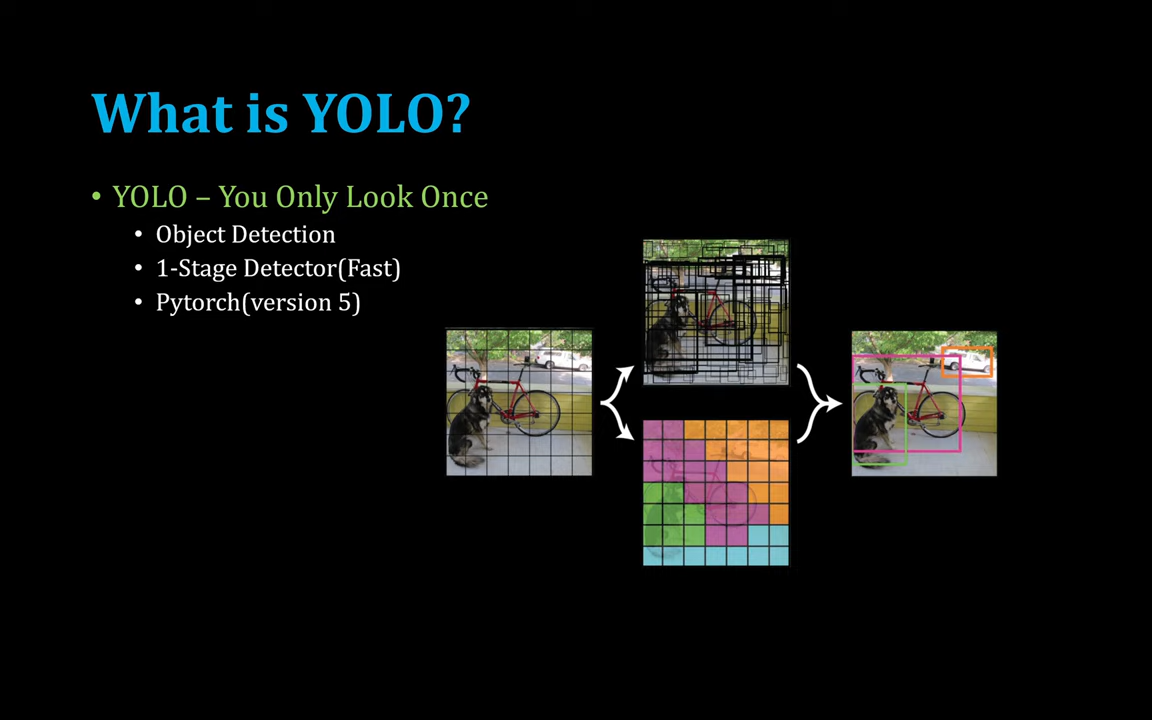 What is YOLO?
• YOLO – You Only Look Once
• Object Detection
• 1-Stage Detector(Fast)
• Pytorch(version 5)